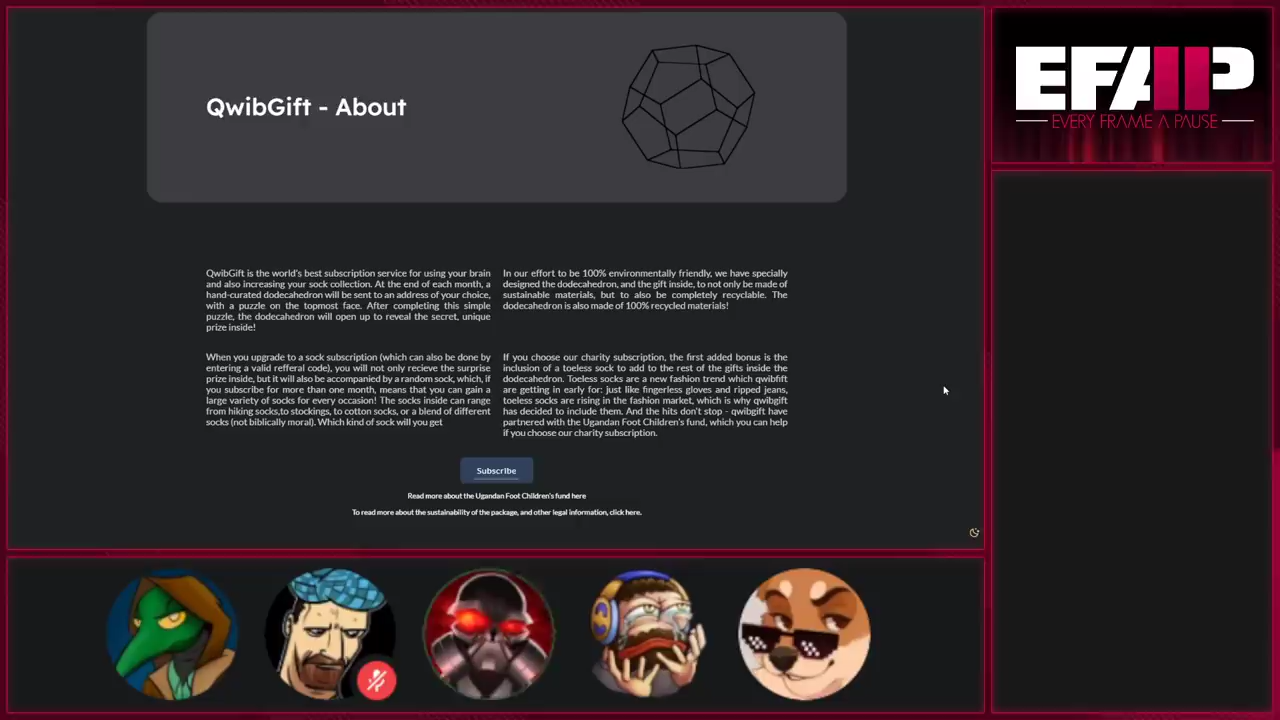 QwibGift - About
EFAP
EVERY FRAME A PAUSE
QwibGift is the world's best subscription service for using your brain
and also increasing your sock collection. At the end of each month, a
hand-curated dodecahedron will be sent to an address of your choice,
with a puzzle on the topmost face. After completing this simple
puzzle, the dodecahedron will open up to reveal the secret, unique
prize inside!
In our effort to be 100% environmentally friendly, we have specially
designed the dodecahedron, and the gift inside, to not only be made of
sustainable materials, but to also be completely recyclable. The
dodecahedron is also made of 100% recycled materials!
When you upgrade to a sock subscription (which can also be done by
entering a valid refferal code), you will not only recieve the surprise
prize inside, but it will also be accompanied by a random sock, which, if
you subscribe for more than one month, means that you can gain a
large variety of socks for every occasion! The socks inside can range
from hiking socks,to stockings, to cotton socks, or a blend of different
socks (not biblically moral). Which kind of sock will you get
If you choose our charity subscription, the first added bonus is the
inclusion of a toeless sock to add to the rest of the gifts inside the
dodecahedron. Toeless socks are a new fashion trend which qwibfift
are getting in early for: just like fingerless gloves and ripped jeans,
toeless socks are rising in the fashion market, which is why qwibgift
has decided to include them. And the hits don't stop - qwibgift have
partnered with the Ugandan Foot Children's fund, which you can help
if you choose our charity subscription.
Subscribe
Read more about the Ugandan Foot Children's fund here
To read more about the sustainability of the package, and other legal information, click here.